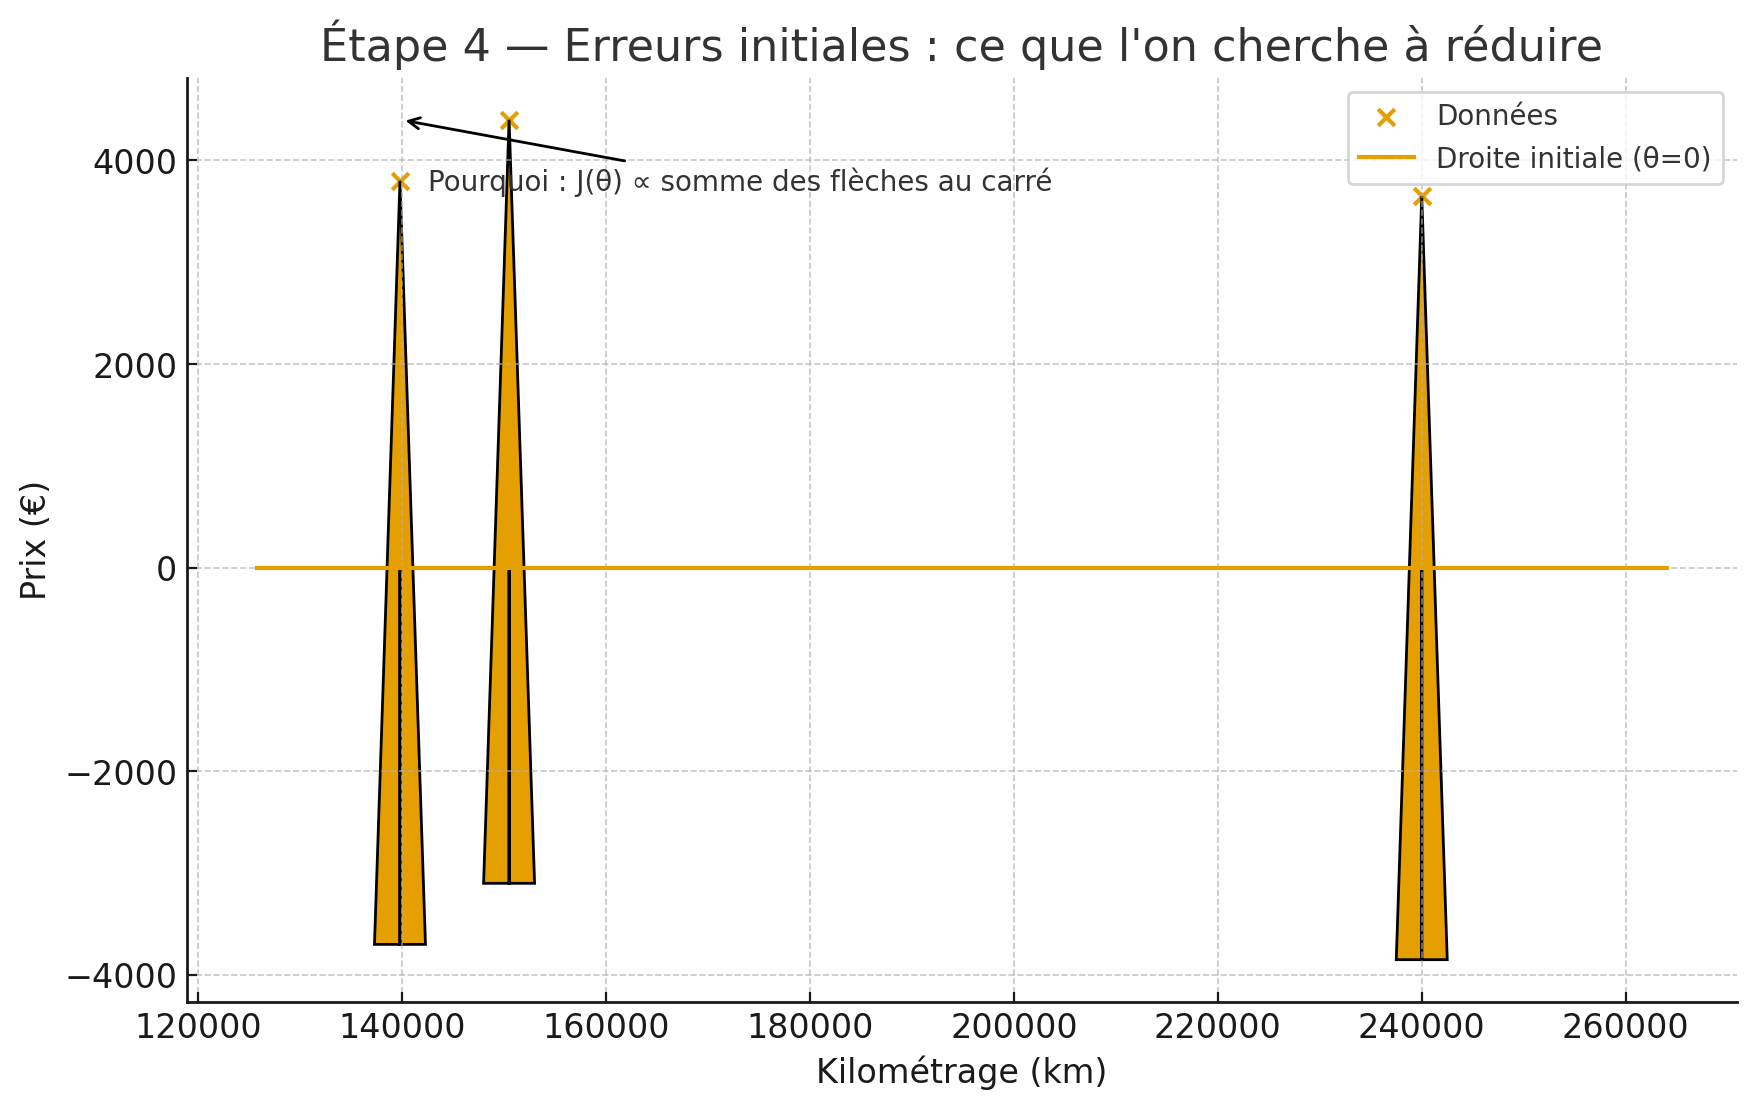 Étape 4 — Erreurs initiales : ce que l'on cherche à réduire
Données
Droite initiale (θ=0)
Pourquoi : J(θ) ∝ somme des flèches au carré
4000
2000
0
−2000
−4000
Prix (€)
120000 140000 160000 180000 200000 220000 240000 260000
Kilométrage (km)